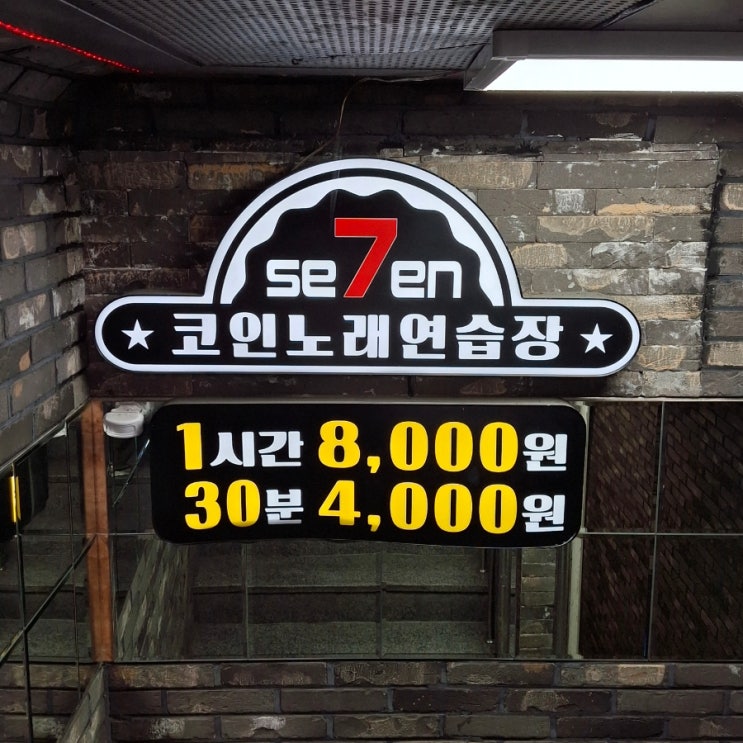 se7en
★ 코인노래연습장 ★
1시간 8,000원
30분 4,000원